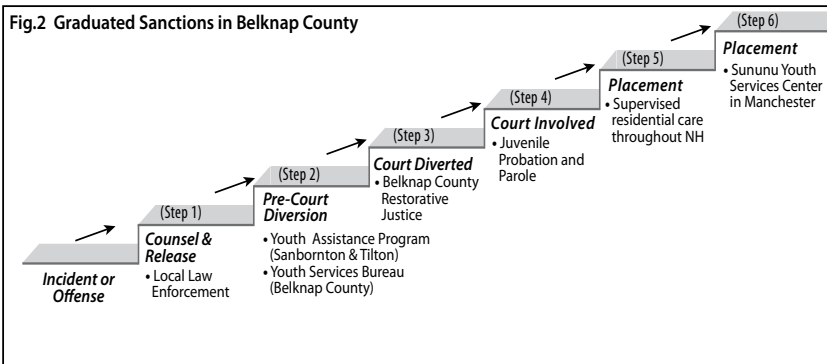 Fig.2 Graduated Sanctions in Belknap County
Incident or
Offense
(Step 1)
Counsel &
Release
• Local Law
Enforcement
(Step 2)
Pre-Court
Diversion
• Youth Assistance Program
(Sanbornton & Tilton)
• Youth Services Bureau
(Belknap County)
(Step 3)
Court Diverted
• Belknap County
Restorative
Justice
(Step 4)
Court Involved
• Juvenile
Probation and
Parole
(Step 5)
Placement
• Supervised
residential care
throughout NH
(Step 6)
Placement
• Sununu Youth
Services Center
in Manchester